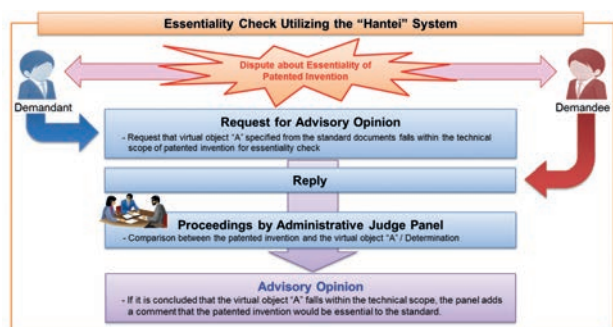 Essentiality Check Utilizing the “Hantei” System
Dispute about Essentiality of
Patented Invention
Demandant
Demandee
Request for Advisory Opinion
- Request that virtual object “A” specified from the standard documents falls within the technical
scope of patented invention for essentiality check
Reply
Proceedings by Administrative Judge Panel
- Comparison between the patented invention and the virtual object “A” / Determination
Advisory Opinion
- If it is concluded that the virtual object “A” falls within the technical scope, the panel adds
a comment that the patented invention would be essential to the standard.